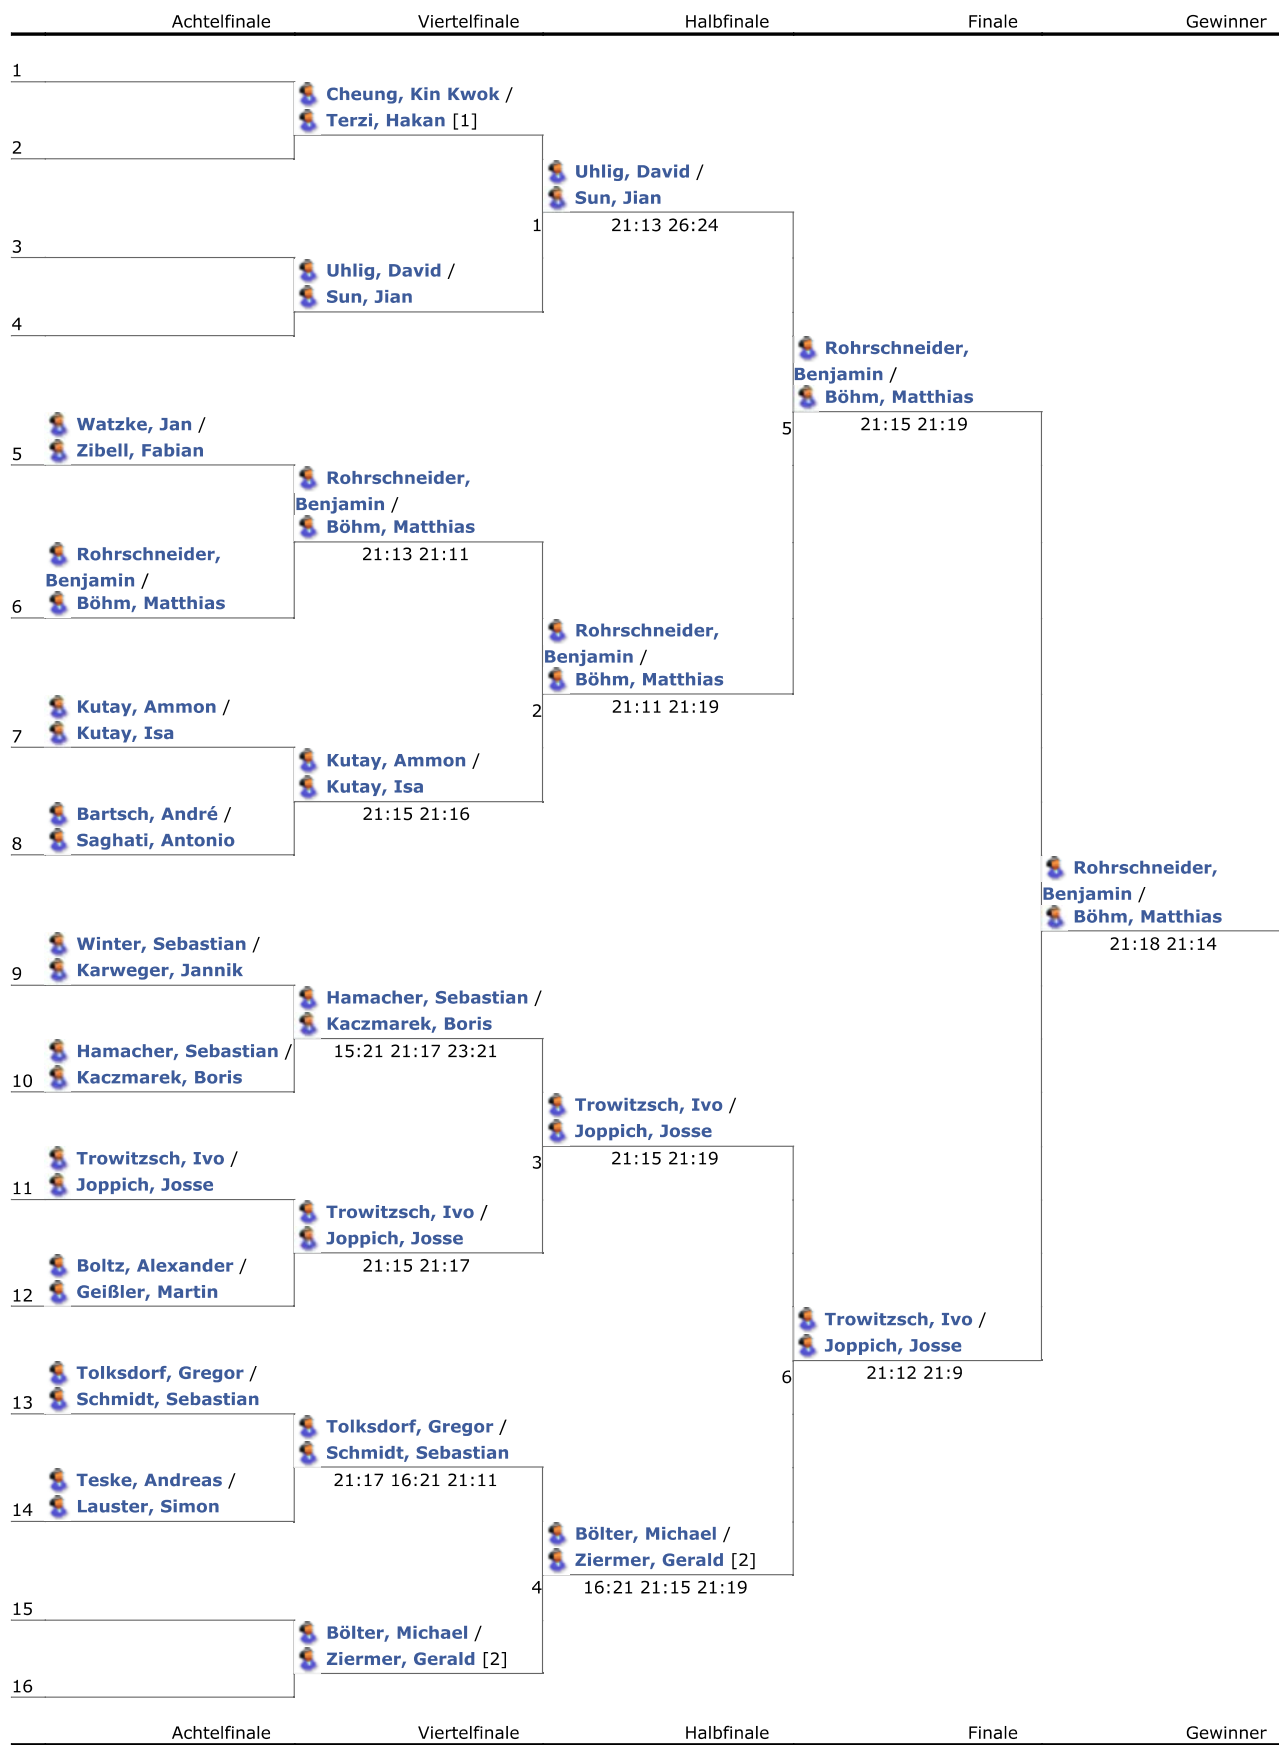 Achtelfinale Viertelfinale Halbfinale Finale Gewinner
1
Cheung, Kin Kwok /
Terzi, Hakan [1]
2
Uhlig, David /
Sun, Jian
1 21:13 26:24
3
Uhlig, David /
Sun, Jian
4
Rohrschneider,
Benjamin /
Böhm, Matthias
5 21:15 21:19
Watzke, Jan /
5 Zibell, Fabian
Rohrschneider,
Benjamin /
Böhm, Matthias
21:13 21:11
Rohrschneider,
Benjamin /
6 Böhm, Matthias
Rohrschneider,
Benjamin /
Böhm, Matthias
2 21:11 21:19
Kutay, Ammon /
7 Kutay, Isa
Kutay, Ammon /
Kutay, Isa
21:15 21:16
Bartsch, André /
8 Saghati, Antonio
Rohrschneider,
Benjamin /
Böhm, Matthias
21:18 21:14
Winter, Sebastian /
9 Karweger, Jannik
Hamacher, Sebastian /
Kaczmarek, Boris
15:21 21:17 23:21
Hamacher, Sebastian /
10 Kaczmarek, Boris
Trowitzsch, Ivo /
Joppich, Josse
3 21:15 21:19
Trowitzsch, Ivo /
11 Joppich, Josse
Trowitzsch, Ivo /
Joppich, Josse
21:15 21:17
Boltz, Alexander /
12 Geißler, Martin
Trowitzsch, Ivo /
Joppich, Josse
6 21:12 21:9
Tolksdorf, Gregor /
13 Schmidt, Sebastian
Tolksdorf, Gregor /
Schmidt, Sebastian
21:17 16:21 21:11
Teske, Andreas /
14 Lauster, Simon
Bölter, Michael /
Ziermer, Gerald [2]
4 16:21 21:15 21:19
15
Bölter, Michael /
Ziermer, Gerald [2]
16
Achtelfinale Viertelfinale Halbfinale Finale Gewinner